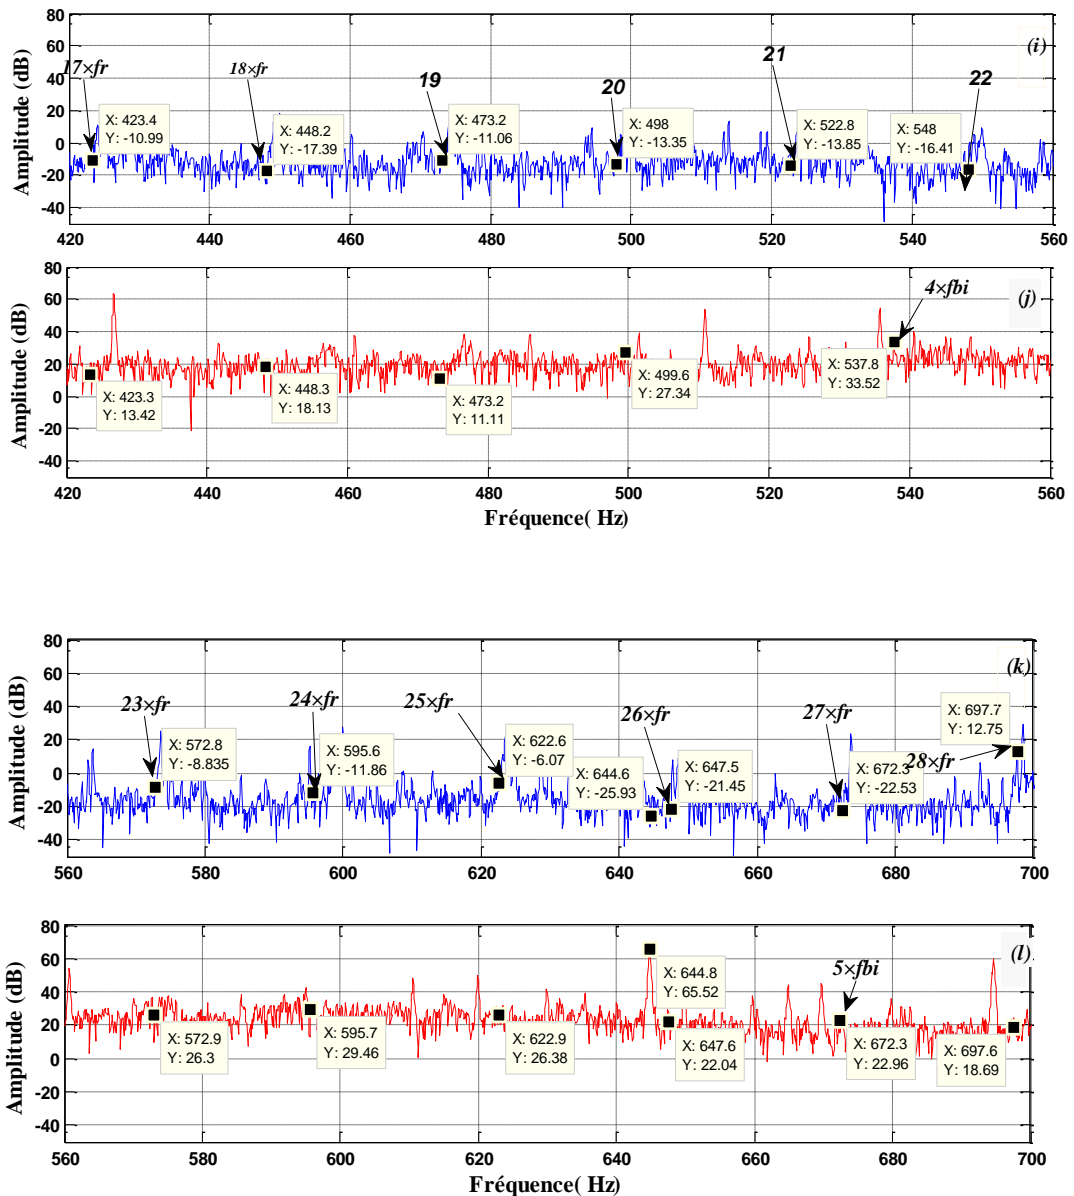 (i)
Amplitude (dB)
80
60
40
20
0
-20
-40
17×fr
18×fr
19
20
21
22
X: 423.4
Y: -10.99
X: 448.2
Y: -17.39
X: 473.2
Y: -11.06
X: 498
Y: -13.35
X: 522.8
Y: -13.85
X: 548
Y: -16.41
420 440 460 480 500 520 540 560
(j)
Amplitude (dB)
80
60
40
20
0
-20
-40
4×fbi
X: 423.3
Y: 13.42
X: 448.3
Y: 18.13
X: 473.2
Y: 11.11
X: 499.6
Y: 27.34
X: 537.8
Y: 33.52
420 440 460 480 500 520 540 560
Fréquence( Hz)
(k)
Amplitude (dB)
80
60
40
20
0
-20
-40
23×fr
24×fr
25×fr
26×fr
27×fr
28×fr
X: 572.8
Y: -8.835
X: 595.6
Y: -11.86
X: 622.6
Y: -6.07
X: 644.6
Y: -25.93
X: 647.5
Y: -21.45
X: 672.3
Y: -22.53
X: 697.7
Y: 12.75
560 580 600 620 640 660 680 700
(l)
Amplitude (dB)
80
60
40
20
0
-20
-40
5×fbi
X: 572.9
Y: 26.3
X: 595.7
Y: 29.46
X: 622.9
Y: 26.38
X: 644.8
Y: 65.52
X: 647.6
Y: 22.04
X: 672.3
Y: 22.96
X: 697.6
Y: 18.69
560 580 600 620 640 660 680 700
Fréquence( Hz)